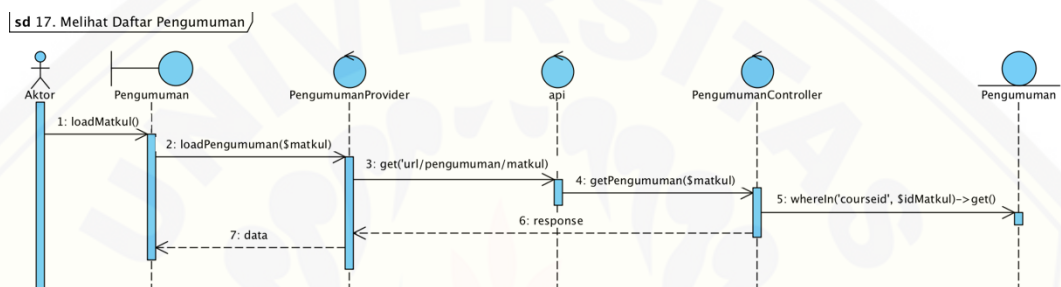 sd 17. Melihat Daftar Pengumuman
Aktor
Pengumuman
PengumumanProvider
api
PengumumanController
Pengumuman
1: loadMatkul()
2: loadPengumuman($matkul)
3: get('url/pengumuman/matkul)
4: getPengumuman($matkul)
5: whereIn('courseid', $idMatkul)->get()
6: response
7: data
UNIVERSITAS